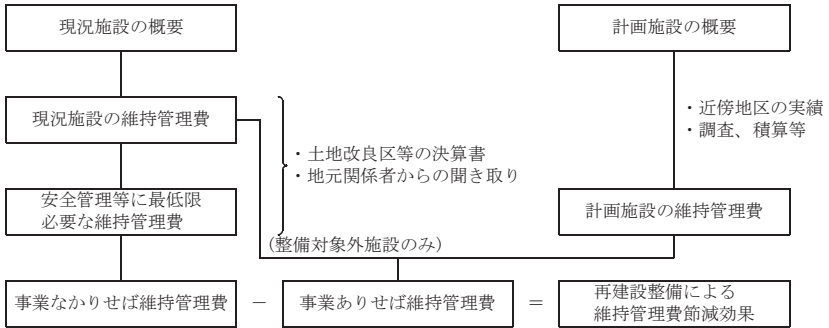 現況施設の概要
計画施設の概要
現況施設の維持管理費
・近傍地区の実績
・調査、積算等
・土地改良区等の決算書
・地元関係者からの聞き取り
安全管理等に最低限
必要な維持管理費
計画施設の維持管理費
(整備対象外施設のみ)
事業なかりせば維持管理費 － 事業ありせば維持管理費 ＝ 再建設整備による
維持管理費節減効果